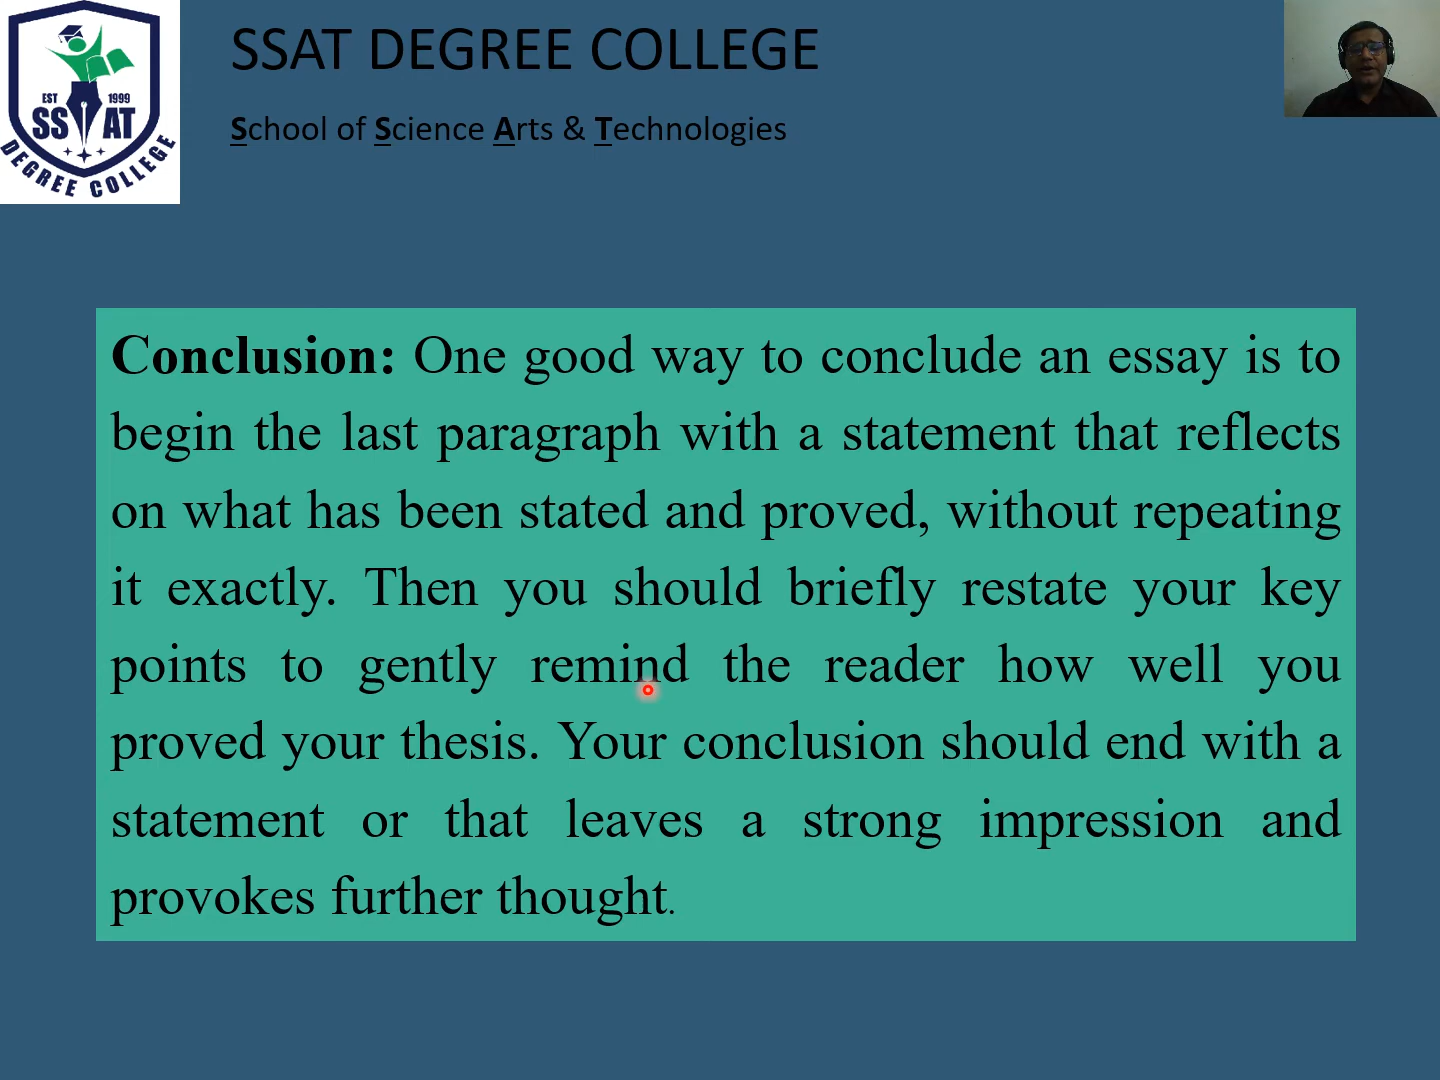 SSAT DEGREE COLLEGE
School of Science Arts & Technologies
EST 1999
SSAT
DEGREE COLLEGE
Conclusion: One good way to conclude an essay is to
begin the last paragraph with a statement that reflects
on what has been stated and proved, without repeating
it exactly. Then you should briefly restate your key
points to gently remind the reader how well you
proved your thesis. Your conclusion should end with a
statement or that leaves a strong impression and
provokes further thought.